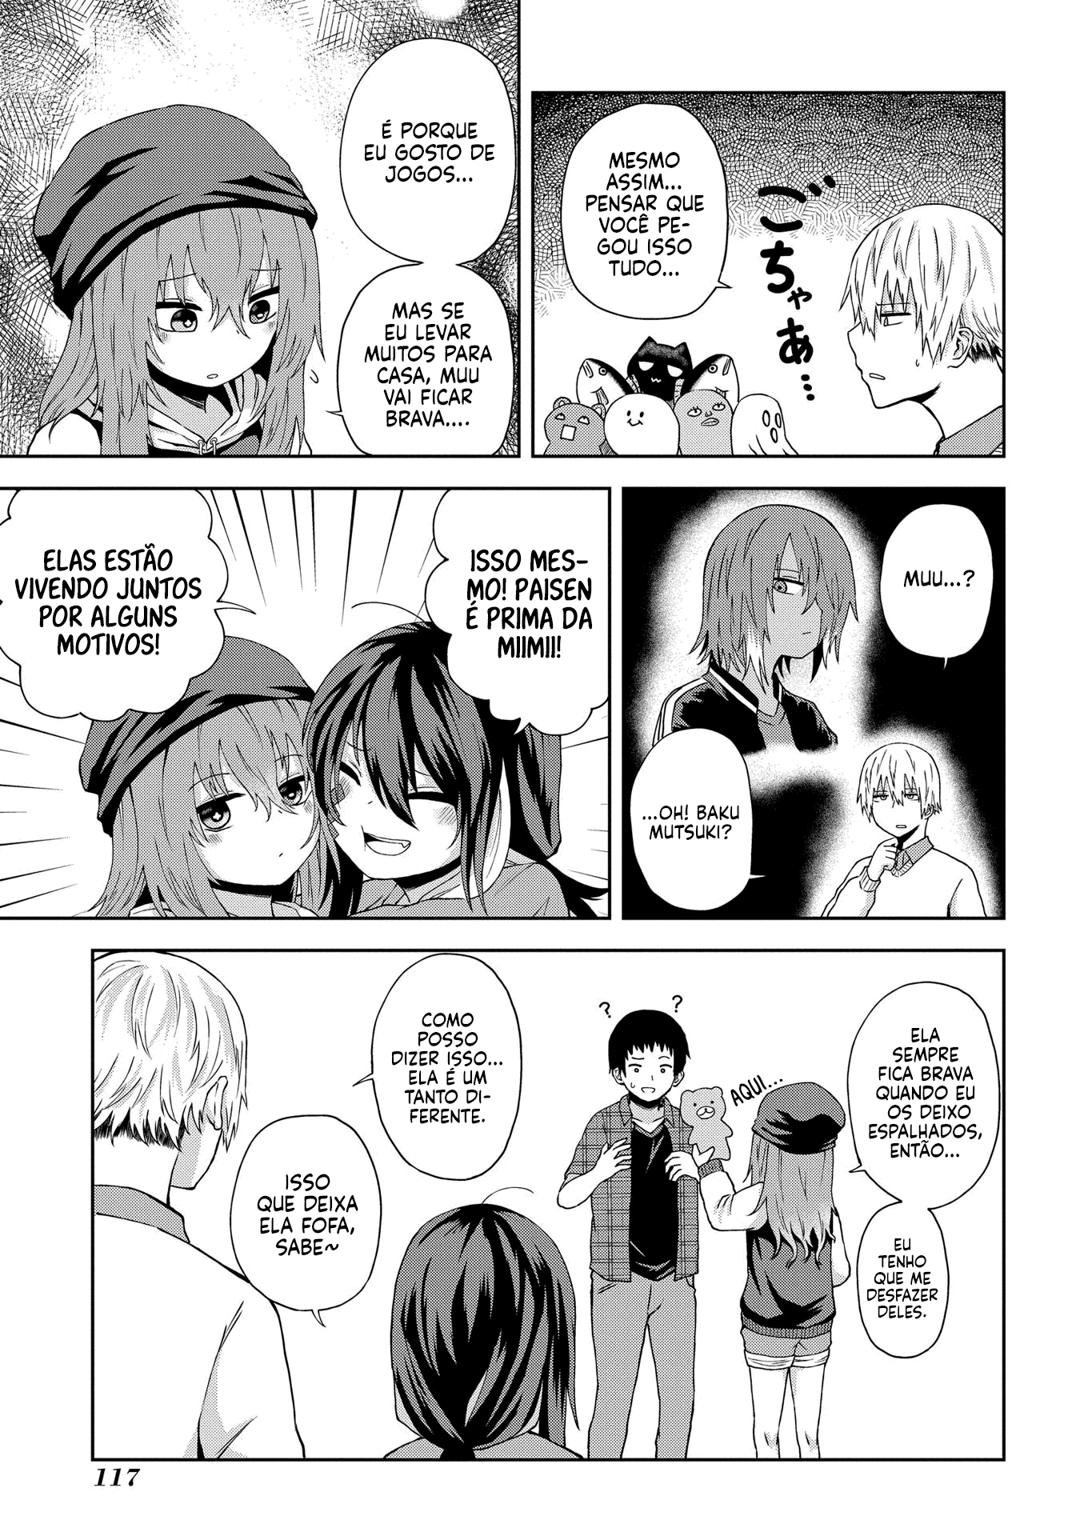 MESMO
ASSIM...
PENSAR QUE
VOCÊ PE-
GOU ISSO
TUDO...
ごちゃあ…
É PORQUE
EU GOSTO DE
JOGOS...
MAS SE
EU LEVAR
MUITOS PARA
CASA, MUU
VAI FICAR
BRAVA....
MUU...?
...OH! BAKU
MUTSUKI?
ISSO MES-
MO! PAISEN
É PRIMA DA
MIIMII!
ELAS ESTÃO
VIVENDO JUNTOS
POR ALGUNS
MOTIVOS!
ELA
SEMPRE
FICA BRAVA
QUANDO EU
OS DEIXO
ESPALHADOS,
ENTÃO...
EU
TENHO
QUE ME
DESFAZER
DELES.
AQUI...
?
?
COMO
POSSO
DIZER ISSO...
ELA É UM
TANTO DI-
FERENTE.
ISSO
QUE DEIXA
ELA FOFA,
SABE~
117